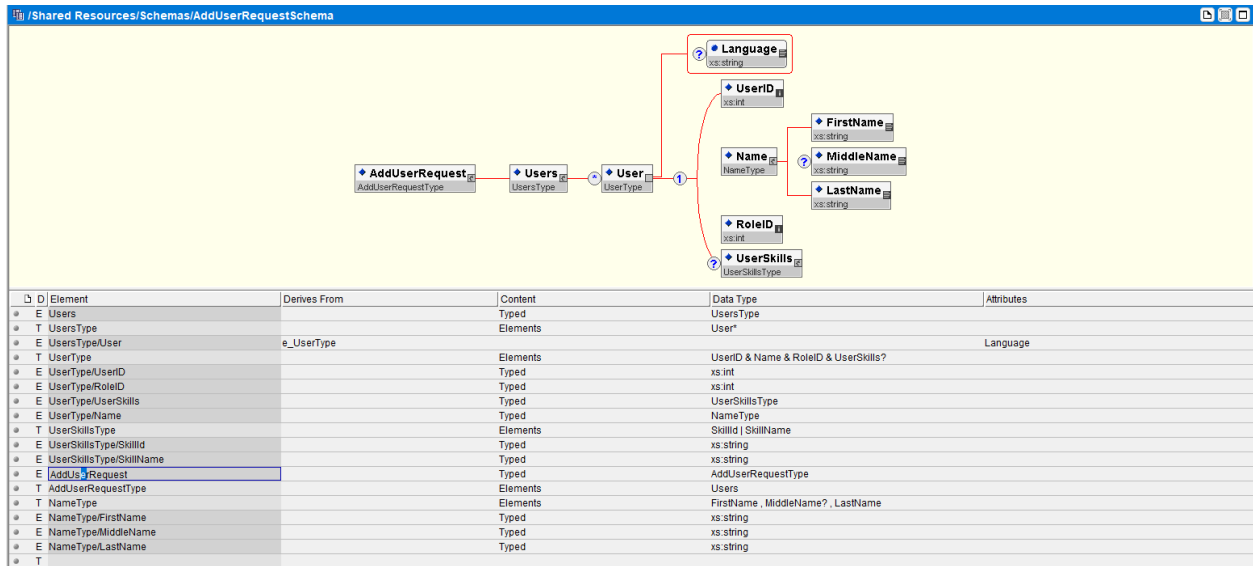 /Shared Resources/Schemas/AddUserRequestSchema
? Language
xs:string
UserID
xs:int
FirstName
xs:string
AddUserRequest Users * User 1 Name ? MiddleName
AddUserRequestType UsersType UserType NameType xs:string
LastName
xs:string
RoleID
xs:int
? UserSkills
UserSkillsType
D Element Derives From Content Data Type Attributes
E Users Typed UsersType
T UsersType Elements User*
E UsersType/User e_UserType Language
T UserType Elements UserID & Name & RoleID & UserSkills?
E UserType/UserID Typed xs:int
E UserType/RoleID Typed xs:int
E UserType/UserSkills Typed UserSkillsType
E UserType/Name Typed NameType
T UserSkillsType Elements SkillId | SkillName
E UserSkillsType/SkillId Typed xs:string
E UserSkillsType/SkillName Typed xs:string
E AddUserRequest Typed AddUserRequestType
T AddUserRequestType Elements Users
T NameType Elements FirstName , MiddleName? , LastName
E NameType/FirstName Typed xs:string
E NameType/MiddleName Typed xs:string
E NameType/LastName Typed xs:string
T